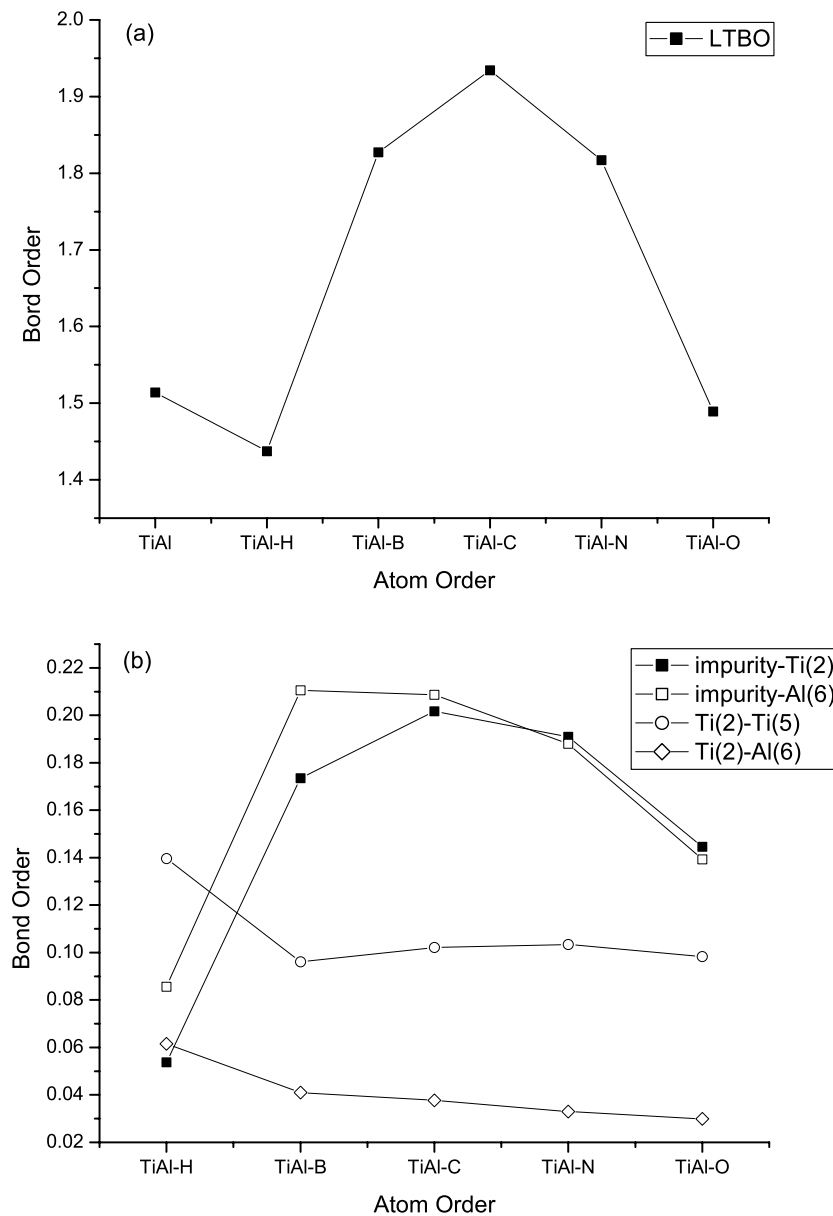 (a)
LTBO
2.0
1.9
1.8
1.7
1.6
1.5
1.4
Bord Order
TiAl TiAl-H TiAl-B TiAl-C TiAl-N TiAl-O
Atom Order
(b)
impurity-Ti(2)
impurity-Al(6)
Ti(2)-Ti(5)
Ti(2)-Al(6)
0.22
0.20
0.18
0.16
0.14
0.12
0.10
0.08
0.06
0.04
0.02
Bond Order
TiAl-H TiAl-B TiAl-C TiAl-N TiAl-O
Atom Order